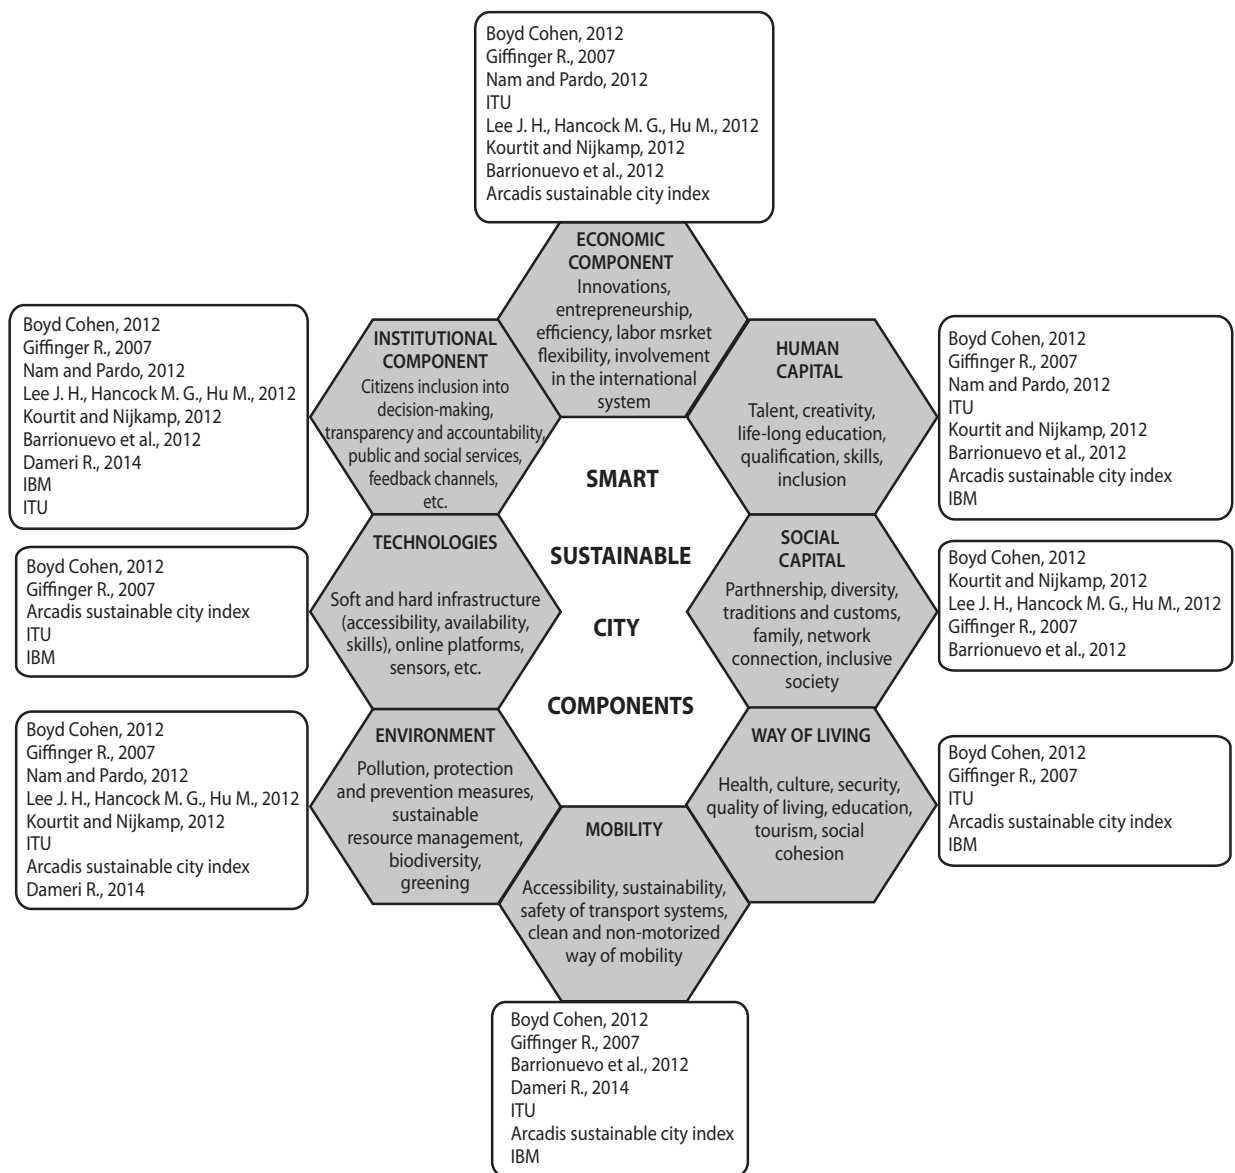 Boyd Cohen, 2012
Giffinger R., 2007
Nam and Pardo, 2012
ITU
Lee J. H., Hancock M. G., Hu M., 2012
Kourtit and Nijkamp, 2012
Barrionuevo et al., 2012
Arcadis sustainable city index
ECONOMIC
COMPONENT
Innovations,
entrepreneurship,
efficiency, labor msrket
flexibility, involvement
in the international
system
Boyd Cohen, 2012
Giffinger R., 2007
Nam and Pardo, 2012
Lee J. H., Hancock M. G., Hu M., 2012
Kourtit and Nijkamp, 2012
Barrionuevo et al., 2012
Dameri R., 2014
IBM
ITU
INSTITUTIONAL
COMPONENT
Citizens inclusion into
decision-making,
transparency and accountability,
public and social services,
feedback channels,
etc.
HUMAN
CAPITAL
Talent, creativity,
life-long education,
qualification, skills,
inclusion
Boyd Cohen, 2012
Giffinger R., 2007
Nam and Pardo, 2012
ITU
Kourtit and Nijkamp, 2012
Barrionuevo et al., 2012
Arcadis sustainable city index
IBM
SMART
SUSTAINABLE
CITY
COMPONENTS
Boyd Cohen, 2012
Giffinger R., 2007
Arcadis sustainable city index
ITU
IBM
TECHNOLOGIES
Soft and hard infrastructure
(accessibility, availability,
skills), online platforms,
sensors, etc.
SOCIAL
CAPITAL
Parthnership, diversity,
traditions and customs,
family, network
connection, inclusive
society
Boyd Cohen, 2012
Kourtit and Nijkamp, 2012
Lee J. H., Hancock M. G., Hu M., 2012
Giffinger R., 2007
Barrionuevo et al., 2012
Boyd Cohen, 2012
Giffinger R., 2007
Nam and Pardo, 2012
Lee J. H., Hancock M. G., Hu M., 2012
Kourtit and Nijkamp, 2012
ITU
Arcadis sustainable city index
Dameri R., 2014
ENVIRONMENT
Pollution, protection
and prevention measures,
sustainable
resource management,
biodiversity,
greening
WAY OF LIVING
Health, culture, security,
quality of living, education,
tourism, social
cohesion
Boyd Cohen, 2012
Giffinger R., 2007
ITU
Arcadis sustainable city index
IBM
MOBILITY
Accessibility, sustainability,
safety of transport systems,
clean and non-motorized
way of mobility
Boyd Cohen, 2012
Giffinger R., 2007
Barrionuevo et al., 2012
Dameri R., 2014
ITU
Arcadis sustainable city index
IBM